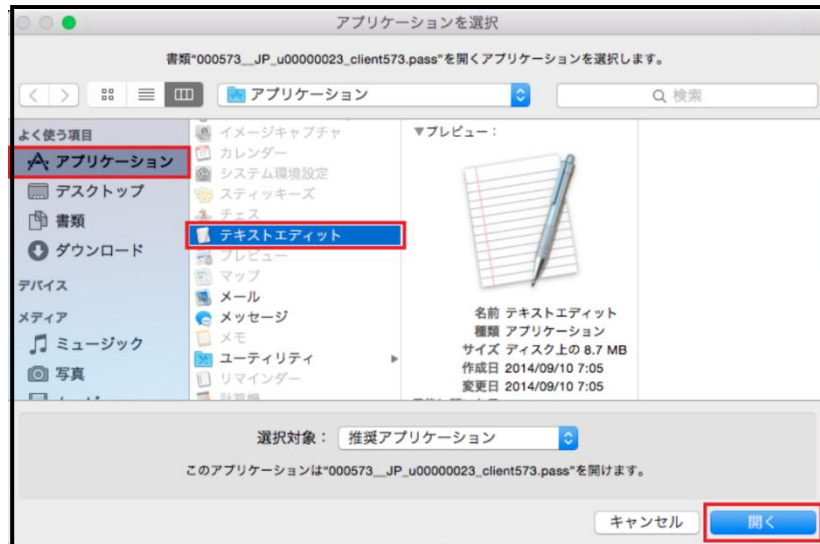 アプリケーションを選択
書類"000573__JP_u00000023_client573.pass"を開くアプリケーションを選択します。
アプリケーション
検索
よく使う項目
アプリケーション
デスクトップ
書類
ダウンロード
デバイス
メディア
ミュージック
写真
イメージキャプチャ
カレンダー
システム環境設定
スティッキーズ
チェス
テキストエディット
プレビュー
マップ
メール
メッセージ
メモ
ユーティリティ
リマインダー
▼プレビュー：
名前 テキストエディット
種類 アプリケーション
サイズ ディスク上の 8.7 MB
作成日 2014/09/10 7:05
変更日 2014/09/10 7:05
選択対象： 推奨アプリケーション
このアプリケーションは"000573__JP_u00000023_client573.pass"を開けます。
キャンセル 開く